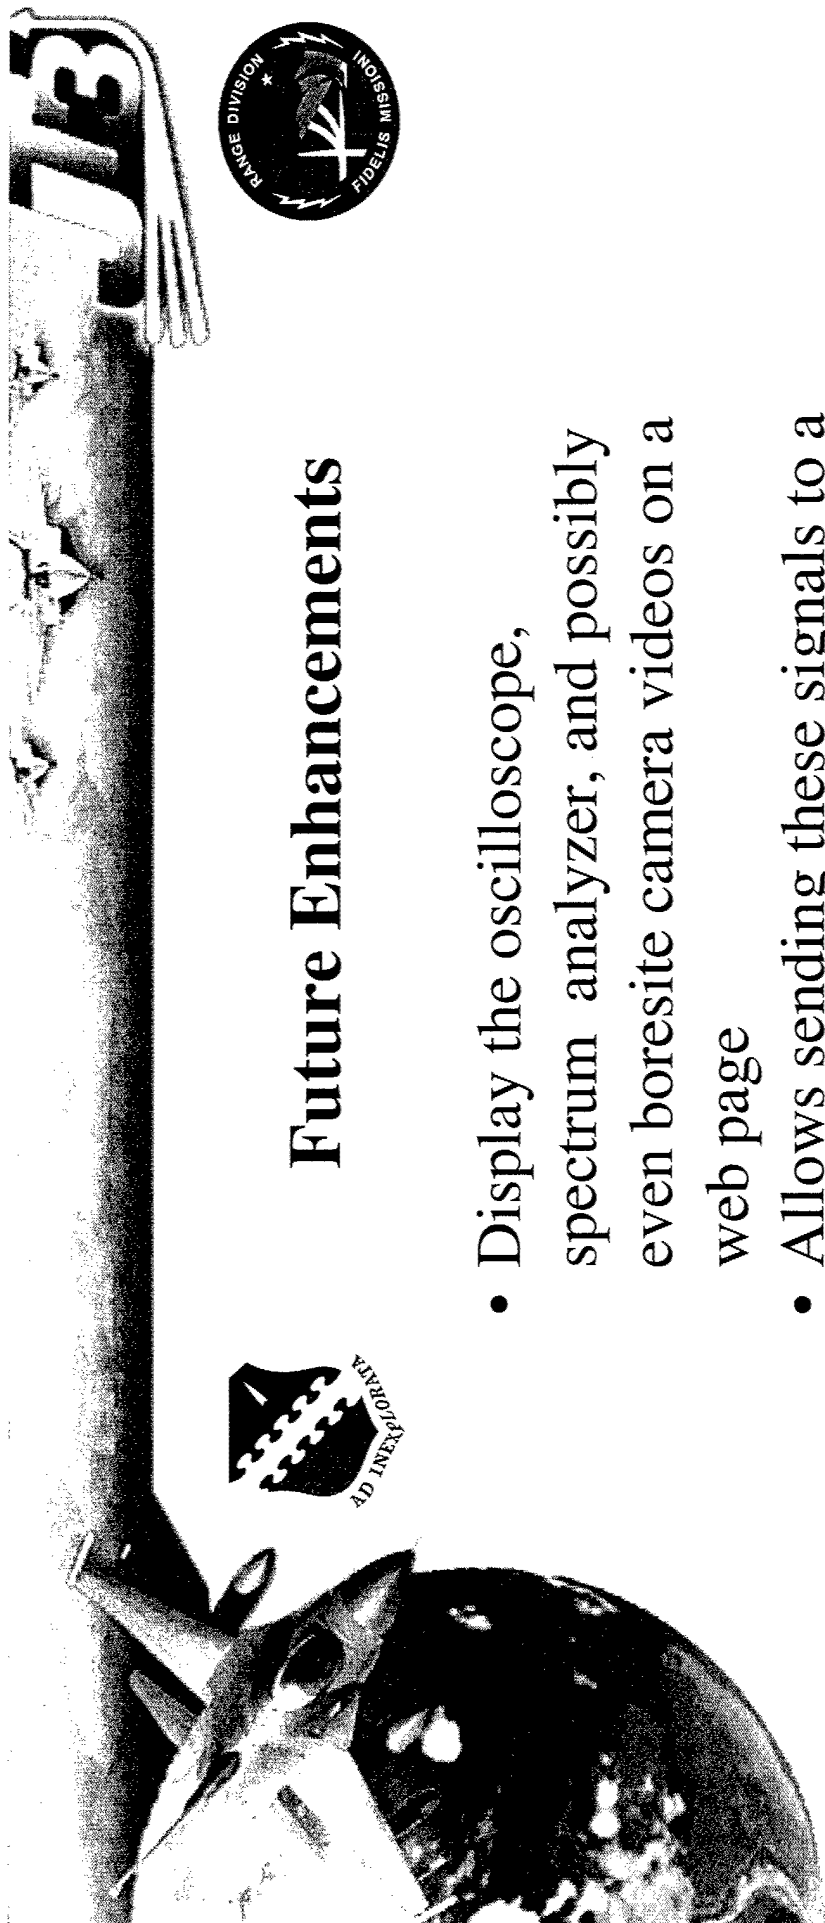 J3
RANGE DIVISION
FIDELIS MISSIONI
AD INEXPLORATA
Future Enhancements
• Display the oscilloscope,
spectrum analyzer, and possibly
even boresite camera videos on a
web page
• Allows sending these signals to a